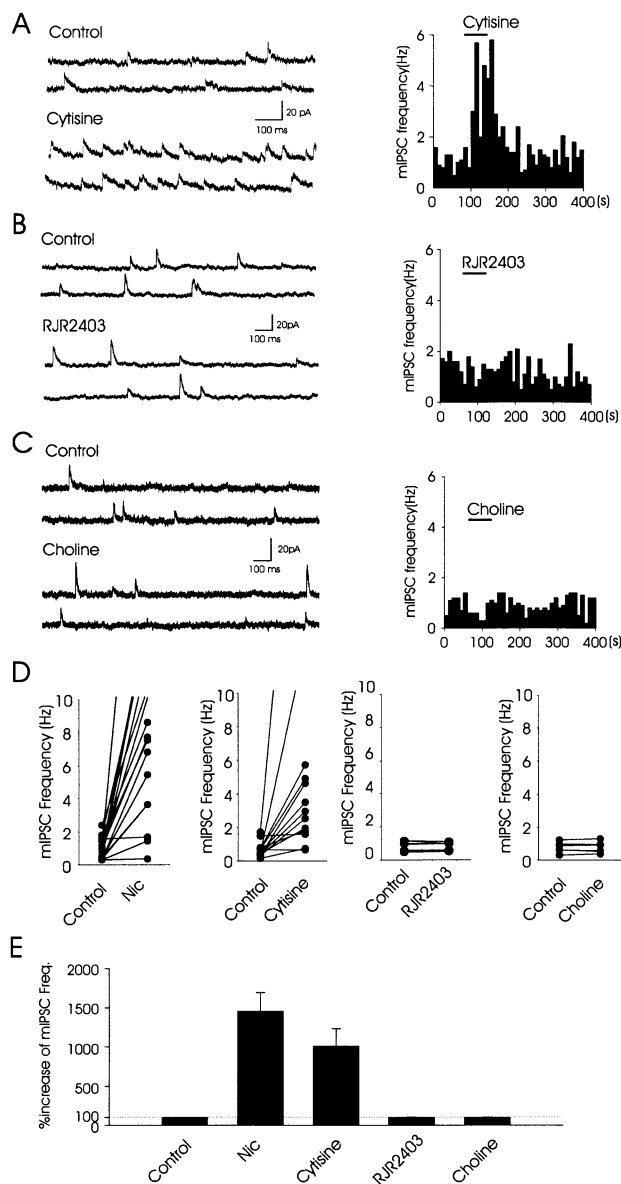 A
Control
20 pA
100 ms
Cytisine
mIPSC frequency(Hz)
6
4
2
0
Cytisine
0 100 200 300 400 (s)
B
Control
RJR2403
20pA
100 ms
mIPSC frequency(Hz)
6
4
2
0
RJR2403
0 100 200 300 400 (s)
C
Control
Choline
20pA
100 ms
mIPSC frequency(Hz)
6
4
2
0
Choline
0 100 200 300 400 (s)
D
mIPSC Frequency (Hz)
10
8
6
4
2
0
Control
Nic
mIPSC Frequency (Hz)
10
8
6
4
2
0
Control
Cytisine
mIPSC Frequency (Hz)
10
8
6
4
2
0
Control
RJR2403
mIPSC Frequency (Hz)
10
8
6
4
2
0
Control
Choline
E
%increase of mIPSC Freq.
2000
1500
1000
500
100
0
Control
Nic
Cytisine
RJR2403
Choline